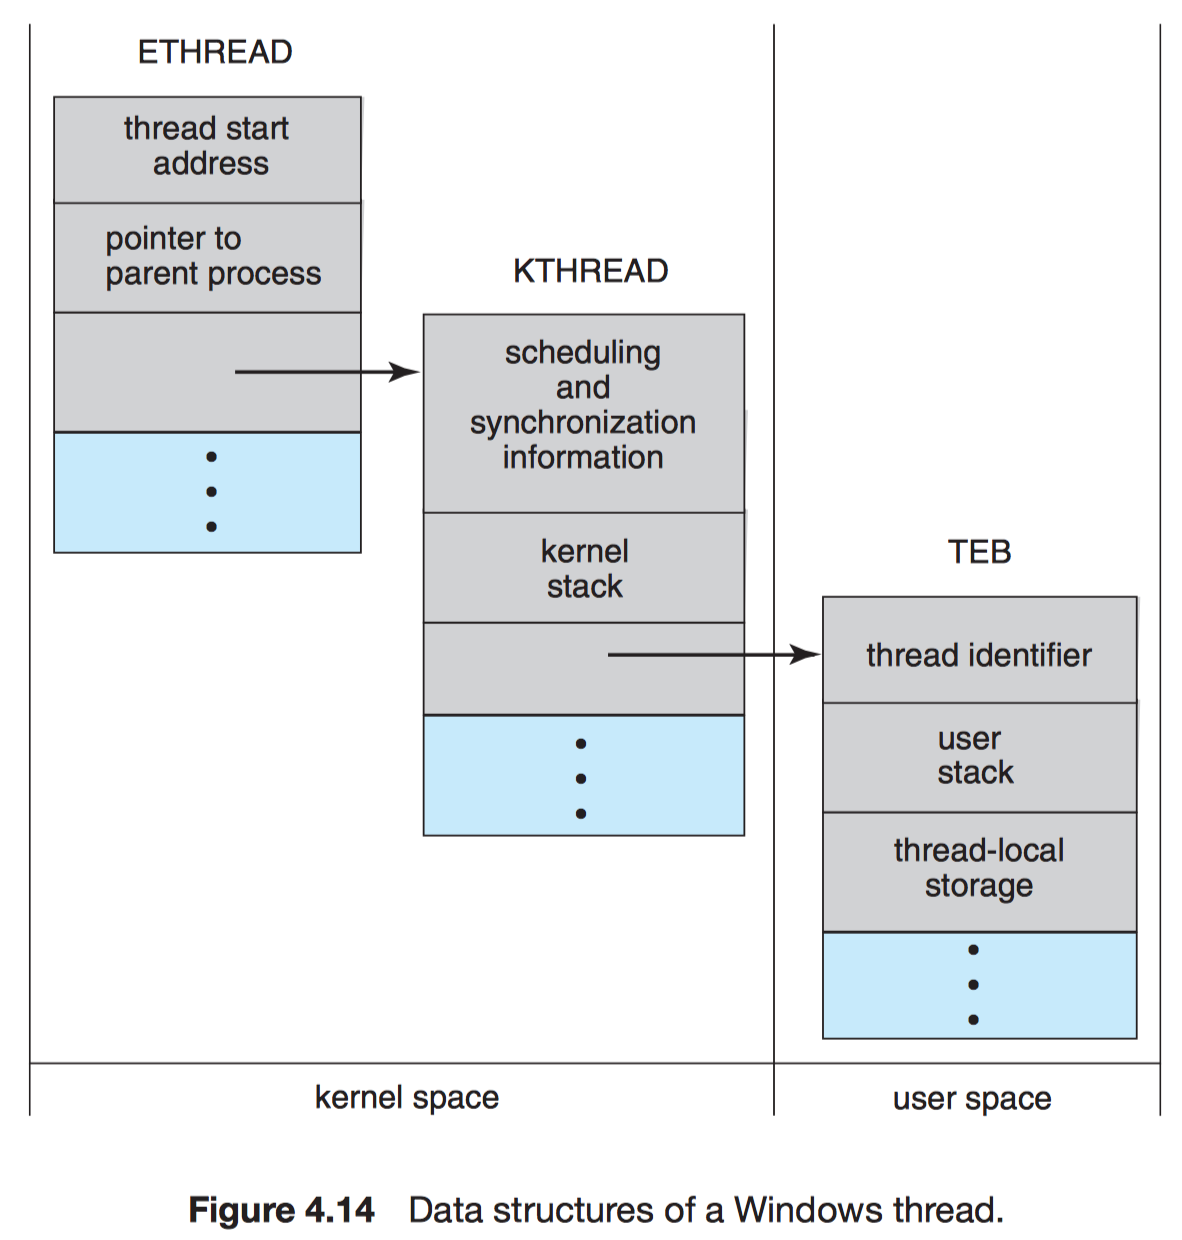 ETHREAD
thread start
address
pointer to
parent process
KTHREAD
scheduling
and
synchronization
information
kernel
stack
TEB
thread identifier
user
stack
thread-local
storage
kernel space
user space
Figure 4.14 Data structures of a Windows thread.